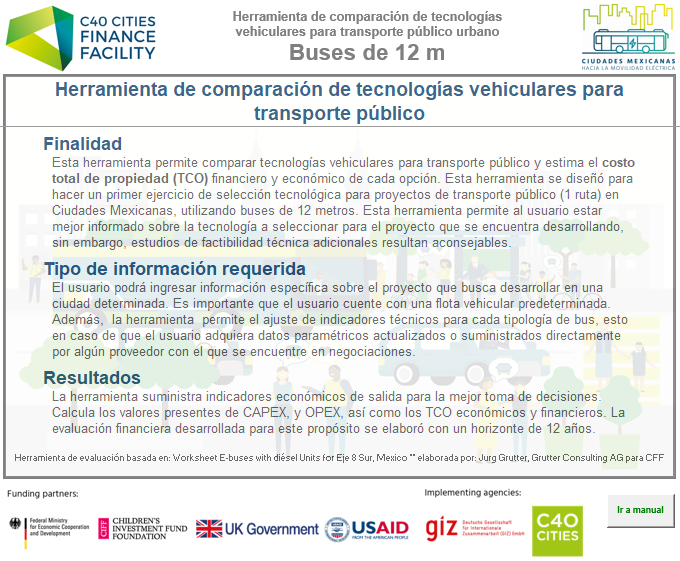 C40 CITIES
FINANCE
FACILITY
Herramienta de comparación de tecnologías
vehiculares para transporte público urbano
Buses de 12 m
CIUDADES MEXICANAS
HACIA LA MOVILIDAD ELÉCTRICA
Herramienta de comparación de tecnologías vehiculares para
transporte público
Finalidad
Esta herramienta permite comparar tecnologías vehiculares para transporte público y estima el costo
total de propiedad (TCO) financiero y económico de cada opción. Esta herramienta se diseñó para
hacer un primer ejercicio de selección tecnológica para proyectos de transporte público (1 ruta) en
Ciudades Mexicanas, utilizando buses de 12 metros. Esta herramienta permite al usuario estar
mejor informado sobre la tecnología a seleccionar para el proyecto que se encuentra desarrollando,
sin embargo, estudios de factibilidad técnica adicionales resultan aconsejables.
Tipo de información requerida
El usuario podrá ingresar información específica sobre el proyecto que busca desarrollar en una
ciudad determinada. Es importante que el usuario cuente con una flota vehicular predeterminada.
Además, la herramienta permite el ajuste de indicadores técnicos para cada tipología de bus, esto
en caso de que el usuario adquiera datos paramétricos actualizados o suministrados directamente
por algún proveedor con el que se encuentre en negociaciones.
Resultados
La herramienta suministra indicadores económicos de salida para la mejor toma de decisiones.
Calcula los valores presentes de CAPEX, y OPEX, así como los TCO económicos y financieros. La
evaluación financiera desarrollada para este propósito se elaboró con un horizonte de 12 años.
Herramienta de evaluación basada en: Worksheet E-buses with diésel Units for Eje 8 Sur, Mexico "" elaborada por: Jurg Grutter, Grutter Consulting AG para CFF
Funding partners:
Implementing agencies:
Federal Ministry
for Economic Cooperation
and Development
CIFF
CHILDREN'S
INVESTMENT FUND
FOUNDATION
UK Government
USAID
FROM THE AMERICAN PEOPLE
giz
Deutsche Gesellschaft
für Internationale
Zusammenarbeit (GIZ) GmbH
C40
CITIES
Ir a manual